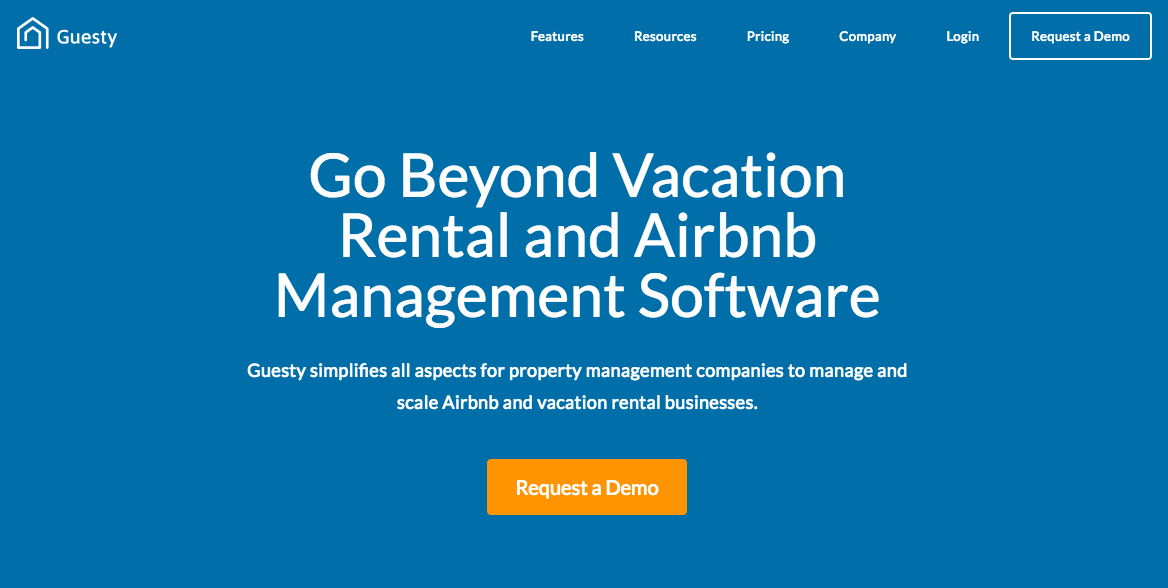 Guesty
Features Resources Pricing Company Login Request a Demo
Go Beyond Vacation
Rental and Airbnb
Management Software
Guesty simplifies all aspects for property management companies to manage and
scale Airbnb and vacation rental businesses.
Request a Demo